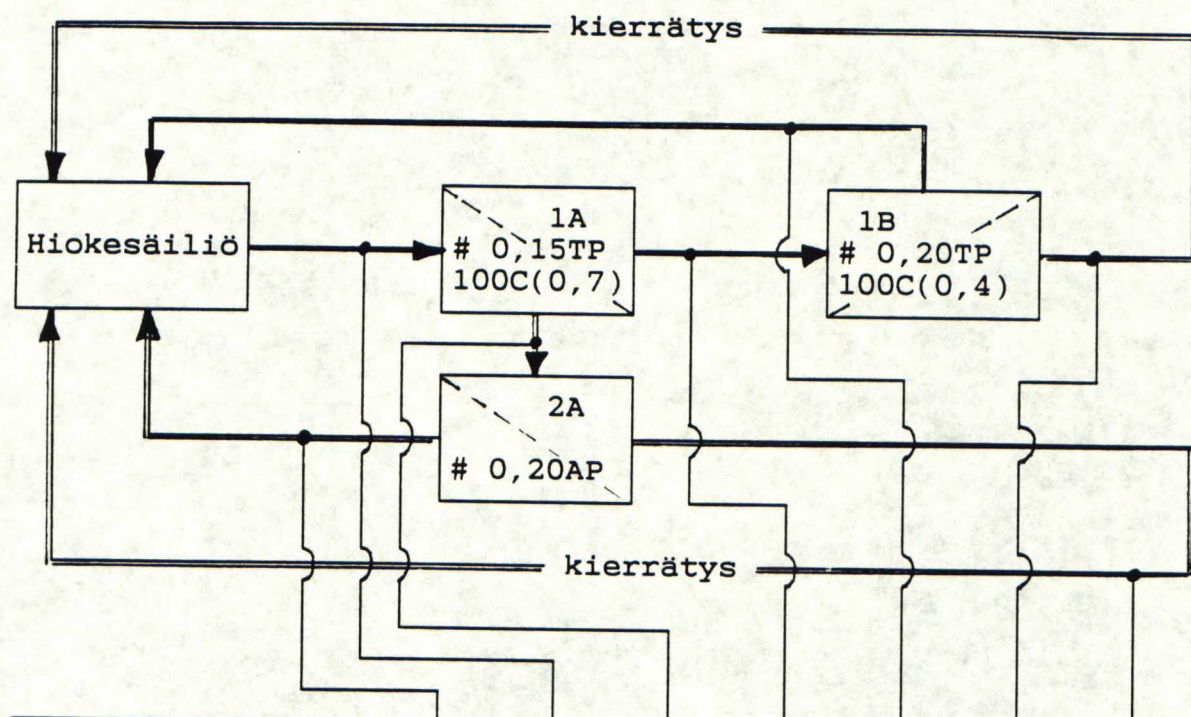 kierrätys
Hiokesäiliö
1A
# 0,15TP
100C(0,7)
1B
# 0,20TP
100C(0,4)
2A
# 0,20AP
kierrätys